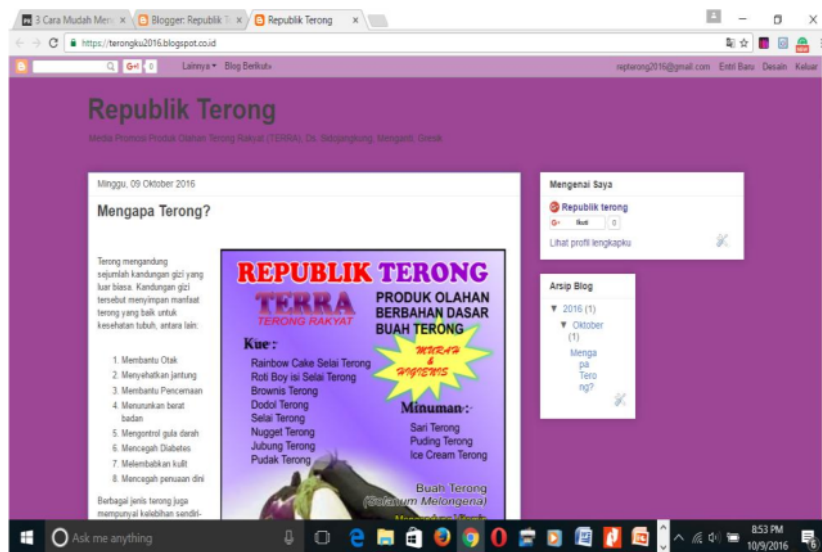 3 Cara Mudah Men
Blogger: Republik T
Republik Terong
https://terongku2016.blogspot.co.id
G+1 0
Lainnya
Blog Berikut»
repterong2016@gmail.com
Entri Baru
Desain
Keluar
Republik Terong
Media Promosi Produk Olahan Terong Rakyat (TERRA), Ds. Sidojangkung, Menganti, Gresik
Minggu, 09 Oktober 2016
Mengapa Terong?
Terong mengandung
sejumlah kandungan gizi yang
luar biasa. Kandungan gizi
tersebut menyimpan manfaat
terong yang baik untuk
kesehatan tubuh, antara lain:
1. Membantu Otak
2. Menyehatkan jantung
3. Membantu Pencernaan
4. Menurunkan berat
badan
5. Mengontrol gula darah
6. Mencegah Diabetes
7. Melembabkan kulit
8. Mencegah penuaan dini
Berbagai jenis terong juga
mempunyai kelebihan sendiri-
REPUBLIK TERONG
TERRA
TERONG RAKYAT
PRODUK OLAHAN
BERBAHAN DASAR
BUAH TERONG
MURAH
&
HIGIENIS
Kue :
Rainbow Cake Selai Terong
Roti Boy isi Selai Terong
Brownis Terong
Dodol Terong
Selai Terong
Nugget Terong
Jubung Terong
Pudak Terong
Minuman :
Sari Terong
Puding Terong
Ice Cream Terong
Buah Terong
(Solanum Melongena)
Mengenai Saya
Republik terong
G+ Ikuti 0
Lihat profil lengkapku
Arsip Blog
▼ 2016 (1)
▼ Oktober
(1)
Menga
pa
Tero
ng?
Ask me anything
8:53 PM
10/9/2016
6